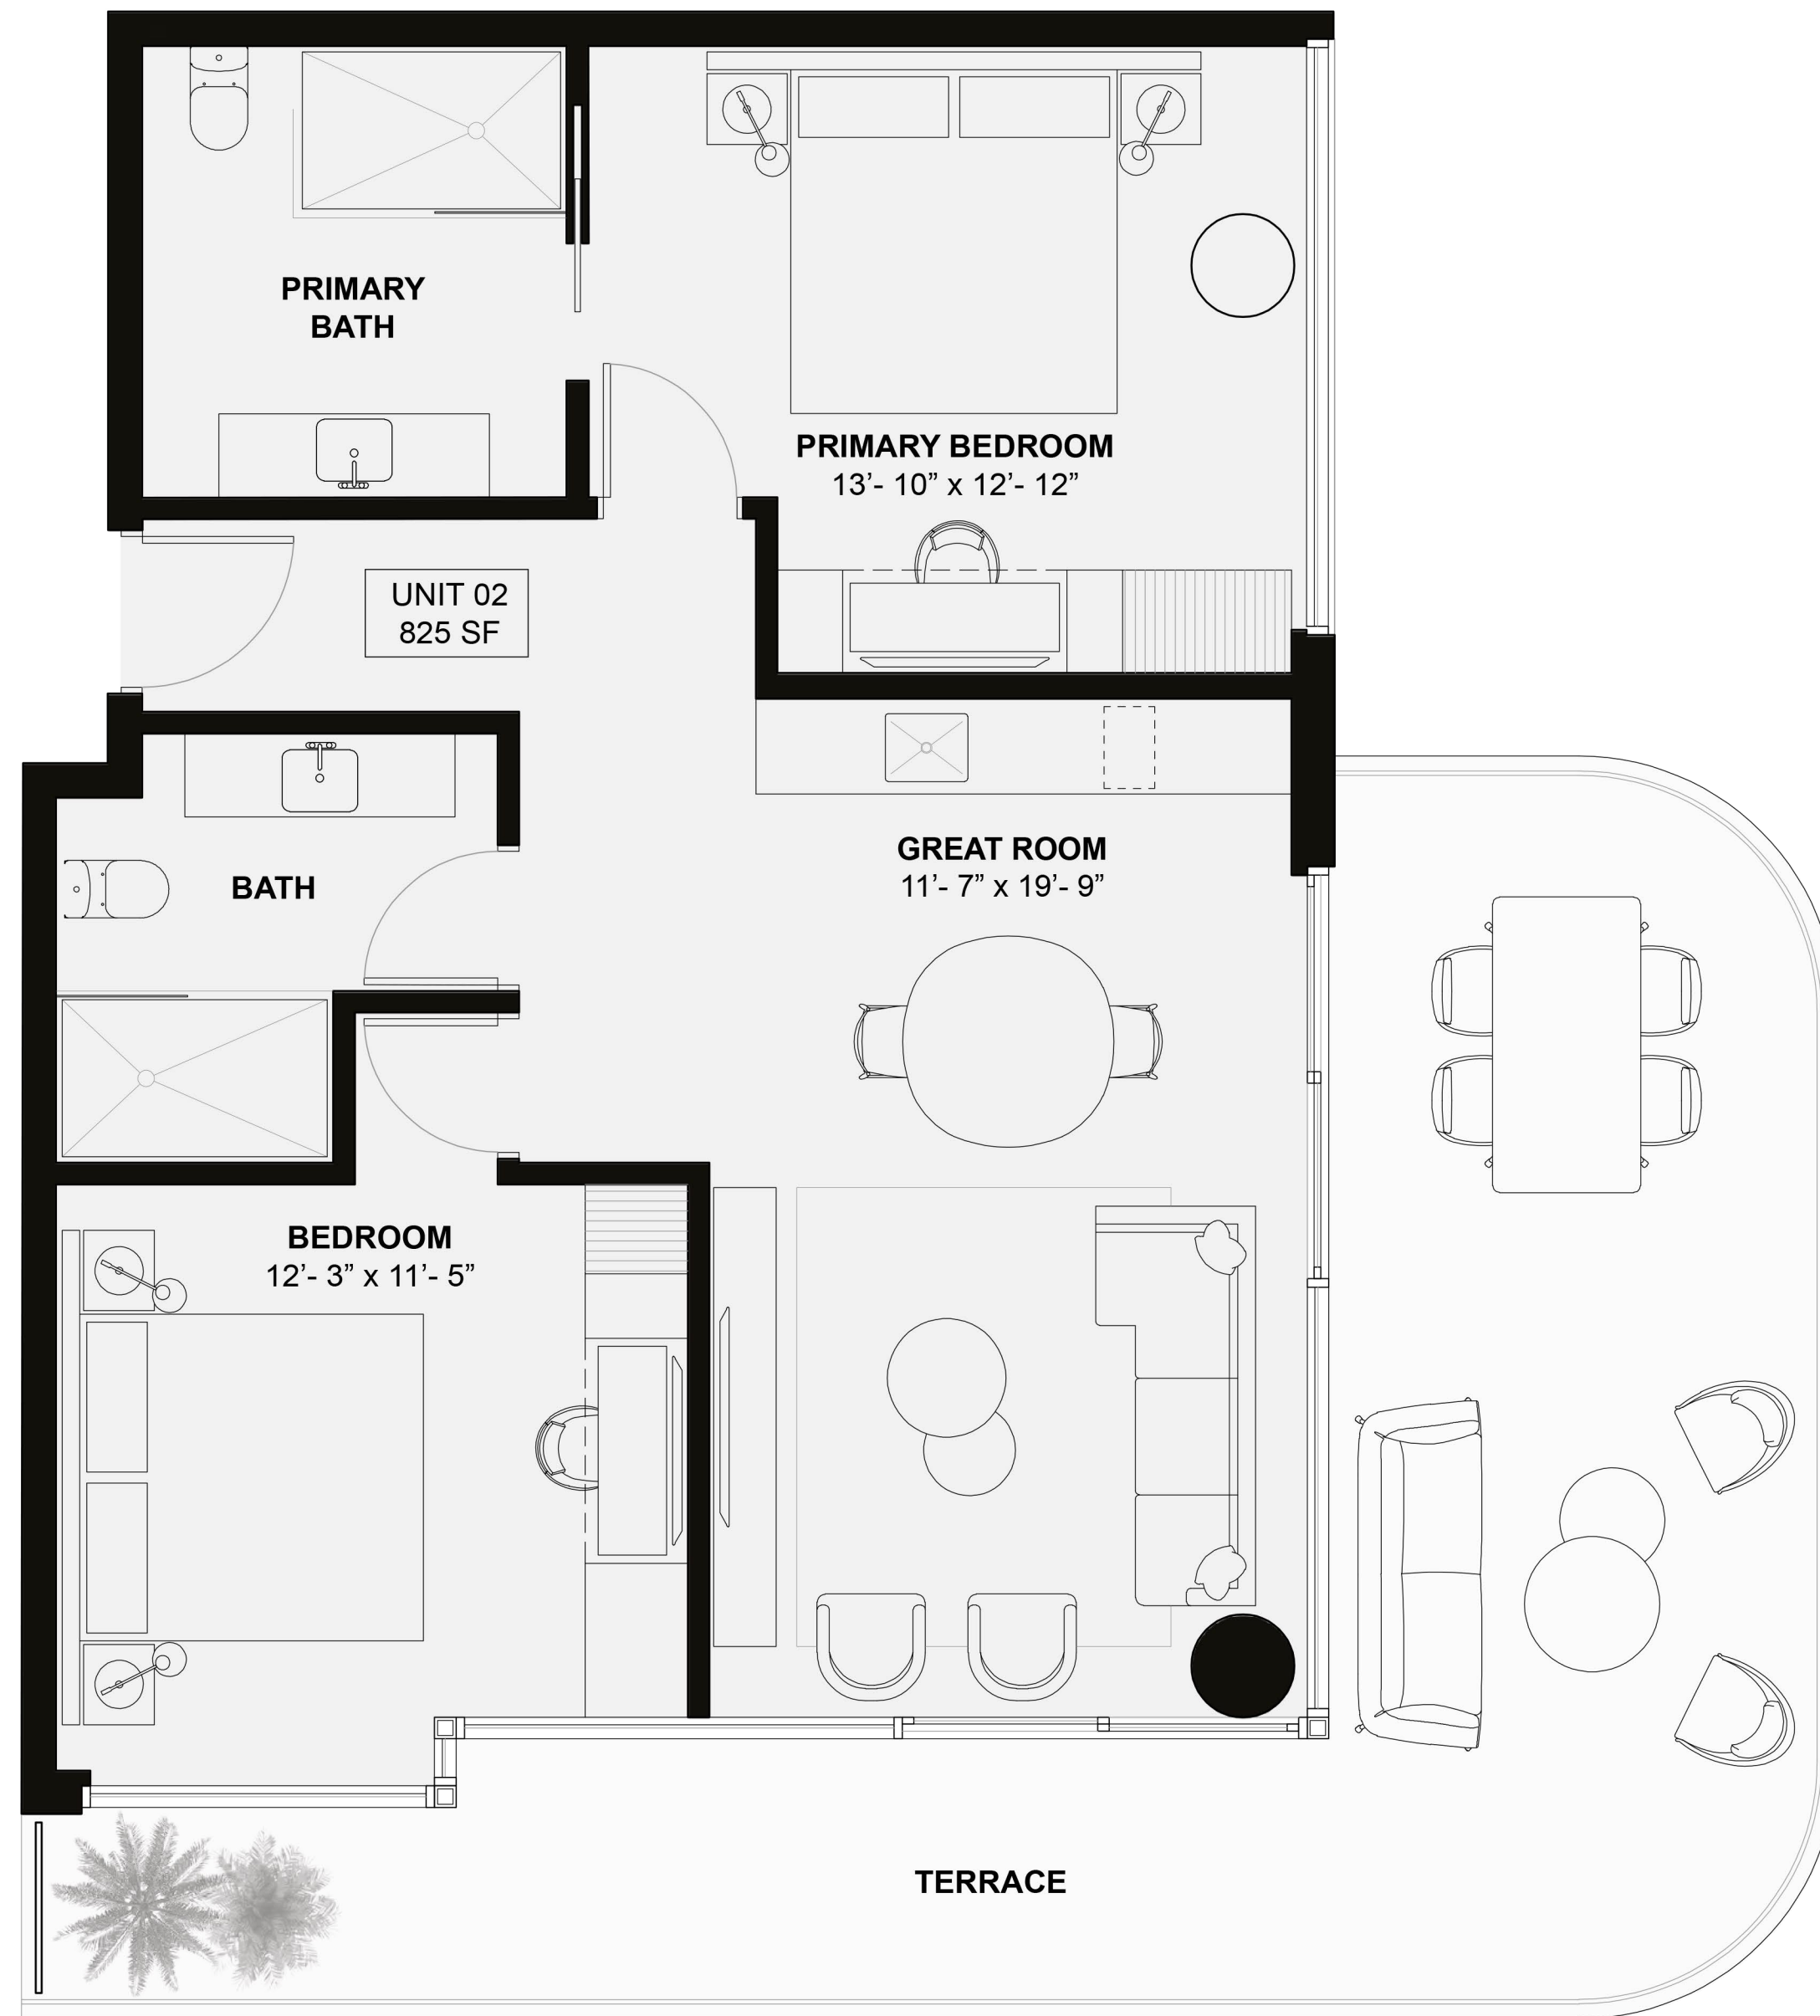 PRIMARY
BATH
PRIMARY BEDROOM
13’- 10” x 12’- 12”
UNIT 02
825 SF
GREAT ROOM
11’- 7” x 19’- 9”
BATH
BEDROOM
12’- 3” x 11’- 5”
TERRACE